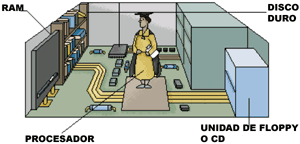 RAM
DISCO
DURO
PROCESADOR
UNIDAD DE FLOPPY
O CD